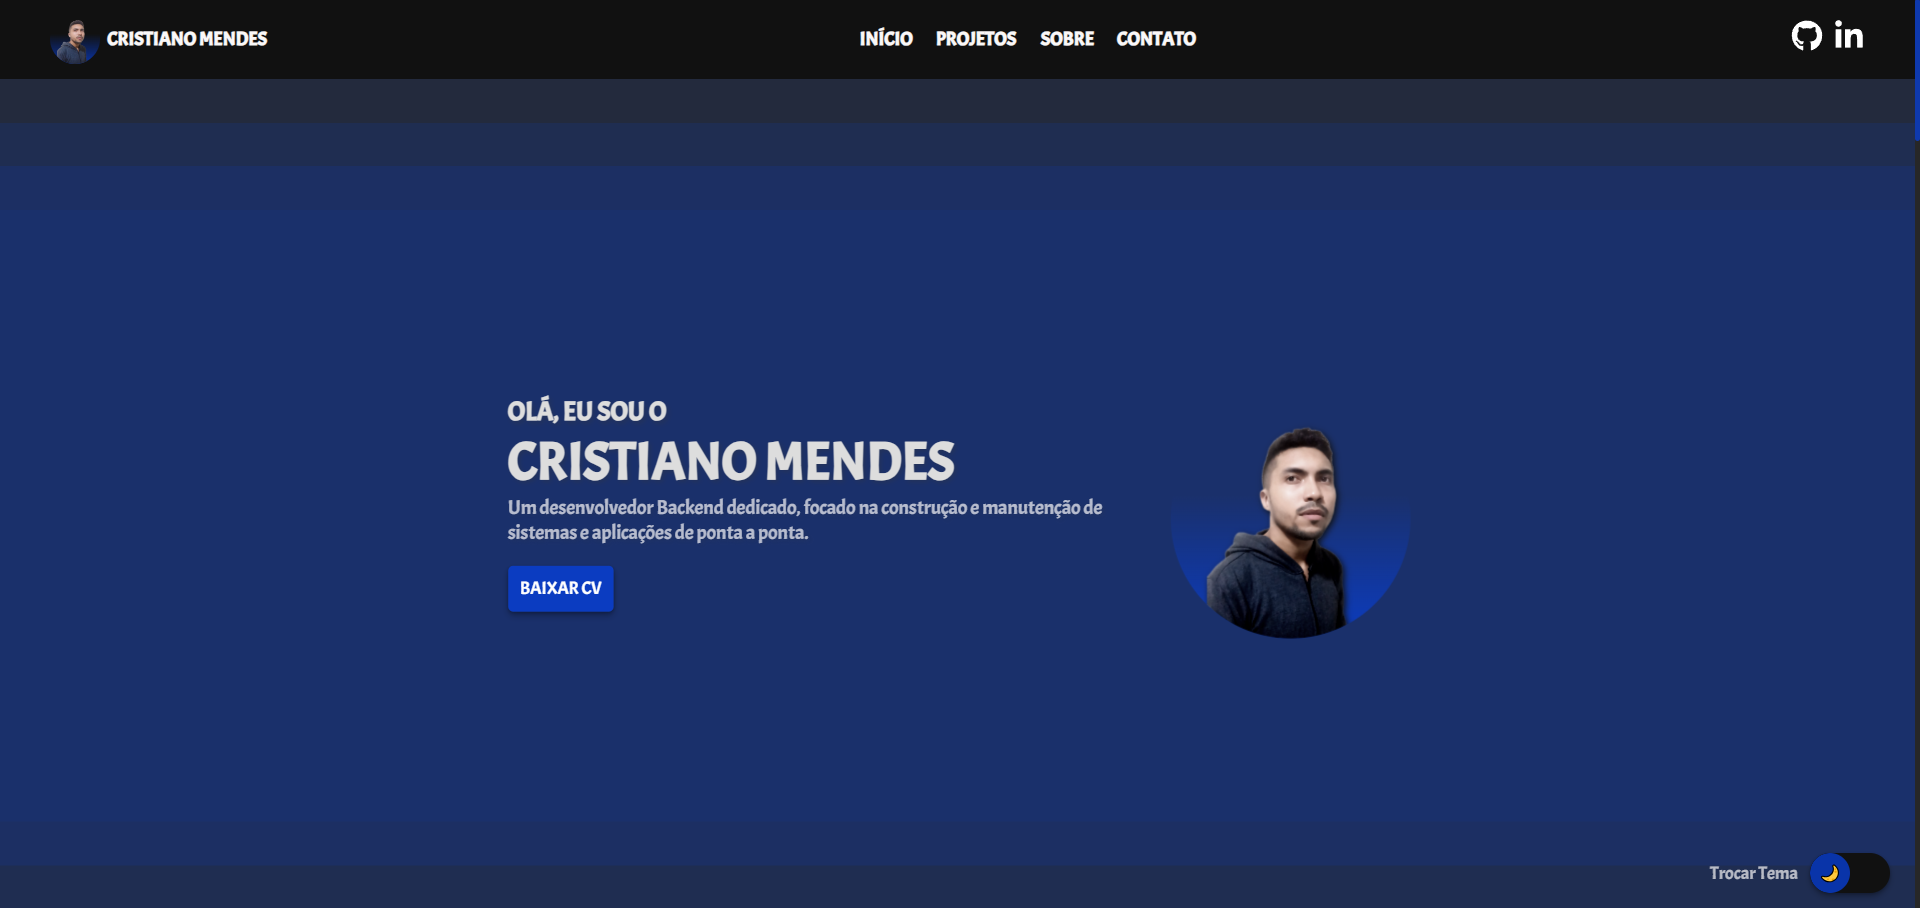 CRISTIANO MENDES
INÍCIO PROJETOS SOBRE CONTATO
in
OLÁ, EU SOU O
CRISTIANO MENDES
Um desenvolvedor Backend dedicado, focado na construção e manutenção de
sistemas e aplicações de ponta a ponta.
BAIXAR CV
Trocar Tema